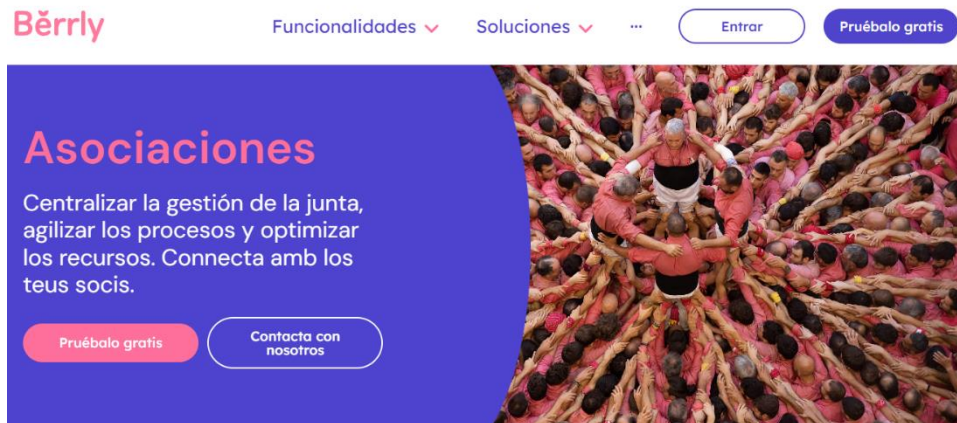 Bĕrrly
Funcionalidades
Soluciones
...
Entrar
Pruébalo gratis
Asociaciones
Centralizar la gestión de la junta,
agilizar los procesos y optimizar
los recursos. Connecta amb los
teus socis.
Pruébalo gratis
Contacta con
nosotros